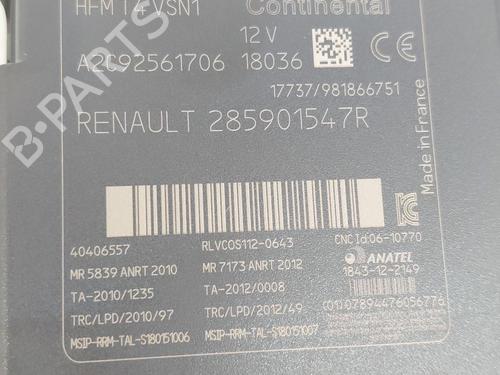 HFM T4 VSN1 Continental
12 V
A2C92561706 18036
17737/981866751
RENAULT 285901547R
Made in France
40406557 RLVCOS112-0643 CNC Id:06-10770
MR 5839 ANRT 2010 MR 7173 ANRT 2012 ANATEL
TA-2010/1235 TA-2012/0008 1843-12-2149
TRC/LPD/2010/97 TRC/LPD/2012/49 (01)07894476056776
MSIP-RRM-TAL-S180151006 MSIP-RRM-TAL-S180151007
B-Parts